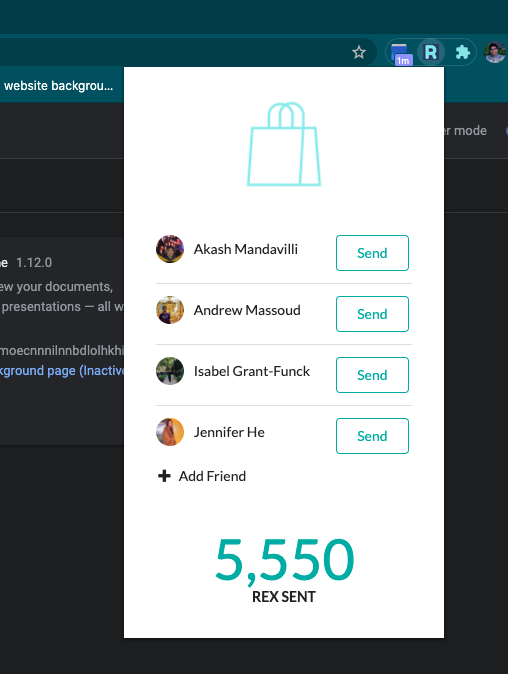 1m
R
website backgrou...
er mode
e 1.12.0
ew your documents,
presentations — all w
moecnnnilnnbdlolhkhi
kground page (Inactive
Akash Mandavilli Send
Andrew Massoud Send
Isabel Grant-Funck Send
Jennifer He Send
Add Friend
5,550
REX SENT